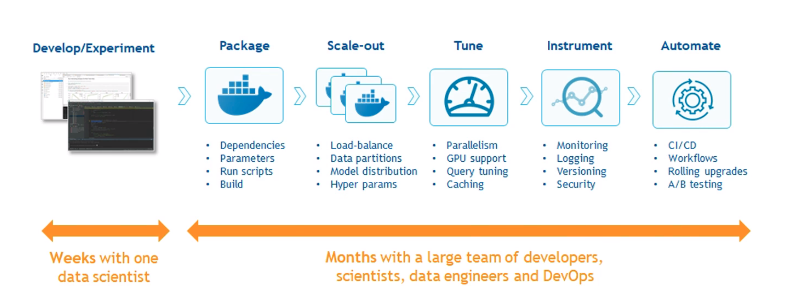 Develop/Experiment
Package
Scale-out
Tune
Instrument
Automate
• Dependencies
• Parameters
• Run scripts
• Build
• Load-balance
• Data partitions
• Model distribution
• Hyper params
• Parallelism
• GPU support
• Query tuning
• Caching
• Monitoring
• Logging
• Versioning
• Security
• CI/CD
• Workflows
• Rolling upgrades
• A/B testing
Weeks with one
data scientist
Months with a large team of developers,
scientists, data engineers and DevOps